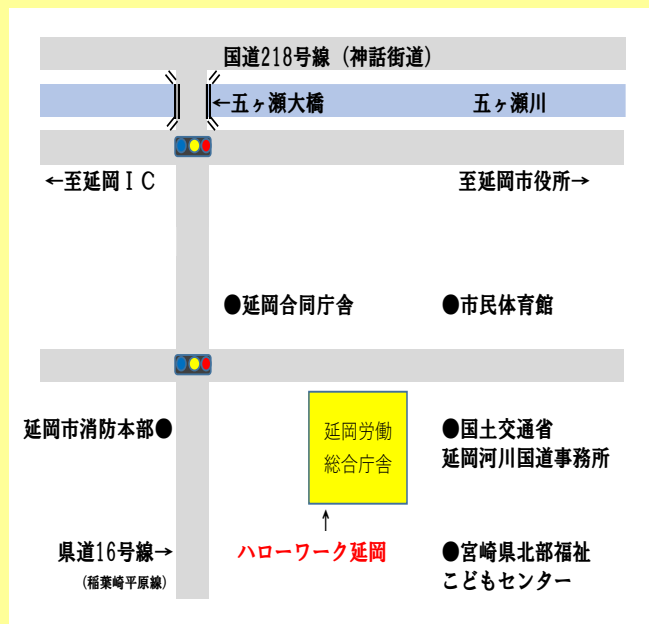 国道218号線（神話街道）
←五ヶ瀬大橋
五ヶ瀬川
←至延岡ＩＣ
至延岡市役所→
●延岡合同庁舎
●市民体育館
延岡市消防本部●
延岡労働
総合庁舎
●国土交通省
延岡河川国道事務所
県道16号線→
(稲葉崎平原線)
↑
ハローワーク延岡
●宮崎県北部福祉
こどもセンター